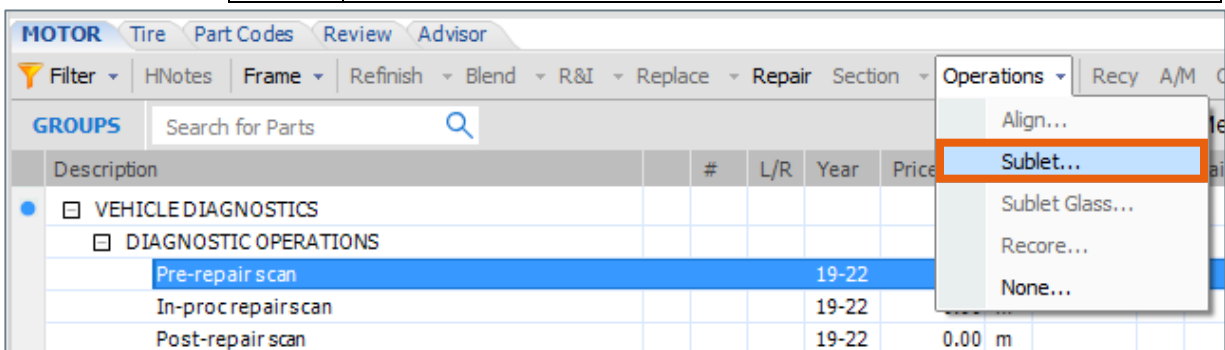 MOTOR Tire Part Codes Review Advisor
Filter HNotes Frame Refinish Blend R&I Replace Repair Section Operations Recy A/M
GROUPS Search for Parts Align...
Description # L/R Year Price Sublet...
VEHICLE DIAGNOSTICS Sublet Glass...
DIAGNOSTIC OPERATIONS Recore...
Pre-repair scan 19-22 None...
In-proc repair scan 19-22
Post-repair scan 19-22 0.00 m